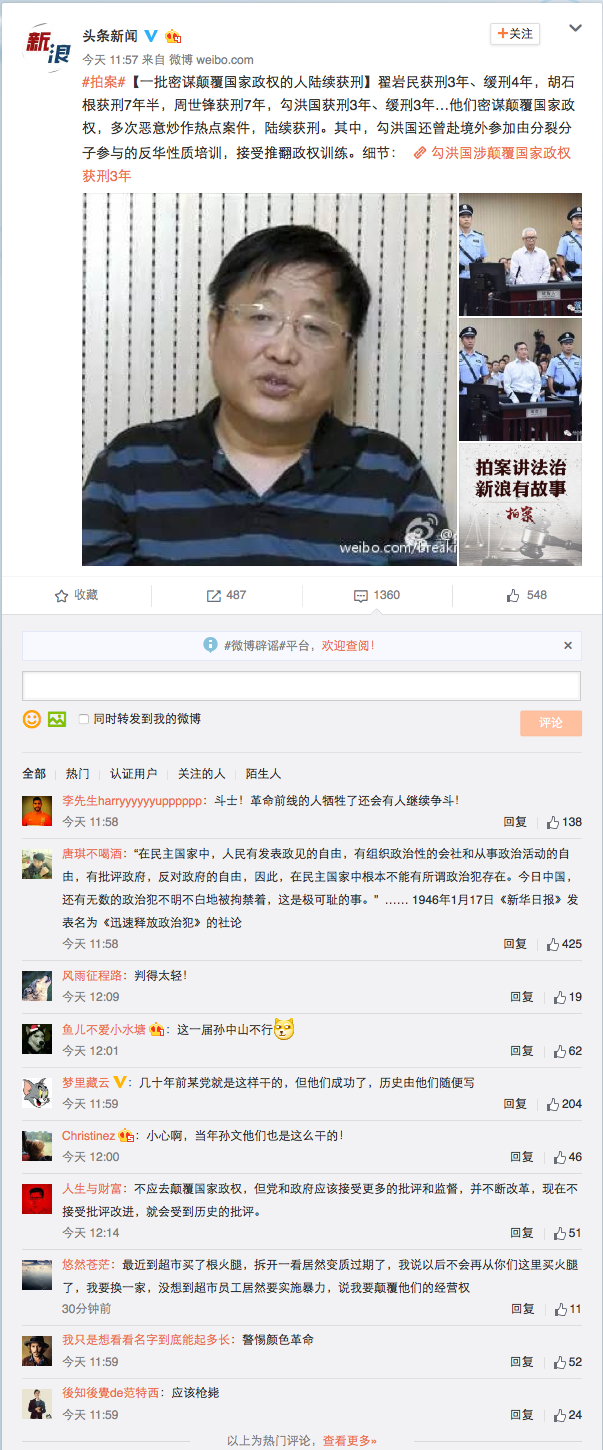 新浪
头条新闻
+关注
今天 11:57 来自 微博 weibo.com
#拍案#【一批密谋颠覆国家政权的人陆续获刑】翟岩民获刑3年、缓刑4年，胡石
根获刑7年半，周世锋获刑7年，勾洪国获刑3年、缓刑3年…他们密谋颠覆国家政
权，多次恶意炒作热点案件，陆续获刑。其中，勾洪国还曾赴境外参加由分裂分
子参与的反华性质培训，接受推翻政权训练。细节： 勾洪国涉颠覆国家政权
获刑3年
weibo.com/breaki
拍案讲法治
新浪有故事
拍案
收藏
487
1360
548
#微博辟谣#平台，欢迎查阅！
×
同时转发到我的微博
评论
全部 热门 认证用户 关注的人 陌生人
李先生harryyyyyyupppppp：斗士！革命前线的人牺牲了还会有人继续争斗！
今天 11:58 回复 138
唐琪不喝酒：“在民主国家中，人民有发表政见的自由，有组织政治性的会社和从事政治活动的自
由，有批评政府，反对政府的自由，因此，在民主国家中根本不能有所谓政治犯存在。今日中国，
还有无数的政治犯不明不白地被拘禁着，这是极可耻的事。” …… 1946年1月17日《新华日报》发
表名为《迅速释放政治犯》的社论
今天 11:58 回复 425
风雨征程路：判得太轻！
今天 12:09 回复 19
鱼儿不爱小水塘：这一届孙中山不行
今天 12:01 回复 62
梦里藏云：几十年前某党就是这样干的，但他们成功了，历史由他们随便写
今天 11:59 回复 204
Christinez：小心啊，当年孙文他们也是这么干的！
今天 12:00 回复 46
人生与财富：不应去颠覆国家政权，但党和政府应该接受更多的批评和监督，并不断改革，现在不
接受批评改进，就会受到历史的批评。
今天 12:14 回复 51
悠然苍茫：最近到超市买了根火腿，拆开一看居然变质过期了，我说以后不会再从你们这里买火腿
了，我要换一家，没想到超市员工居然要实施暴力，说我要颠覆他们的经营权
30分钟前 回复 11
我只是想看看名字到底能起多长：警惕颜色革命
今天 11:59 回复 52
後知後覺de范特西：应该枪毙
今天 11:59 回复 24
以上为热门评论，查看更多»